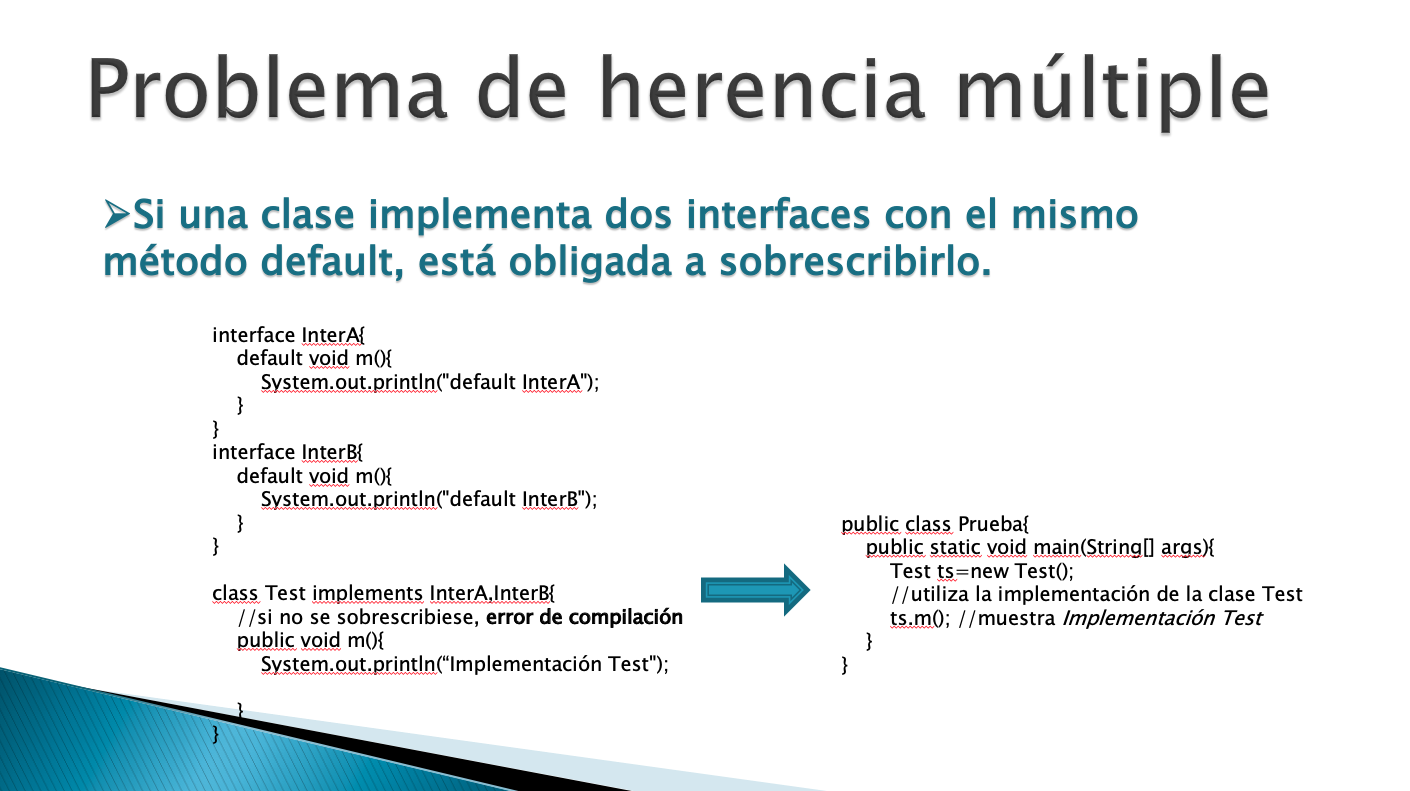 Problema de herencia múltiple
➢Si una clase implementa dos interfaces con el mismo
método default, está obligada a sobrescribirlo.
interface InterA{
default void m(){
System.out.println("default InterA");
}
}
interface InterB{
default void m(){
System.out.println("default InterB");
}
}
class Test implements InterA,InterB{
//si no se sobrescribiese, error de compilación
public void m(){
System.out.println(“Implementación Test");
}
}
public class Prueba{
public static void main(String[] args){
Test ts=new Test();
//utiliza la implementación de la clase Test
ts.m(); //muestra Implementación Test
}
}